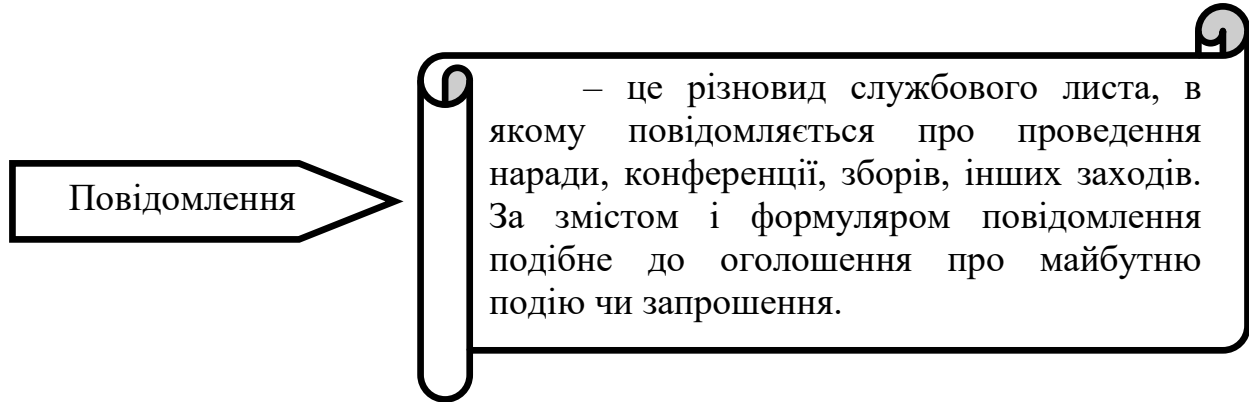 Повідомлення
– це різновид службового листа, в
якому повідомляється про проведення
наради, конференції, зборів, інших заходів.
За змістом і формуляром повідомлення
подібне до оголошення про майбутню
подію чи запрошення.